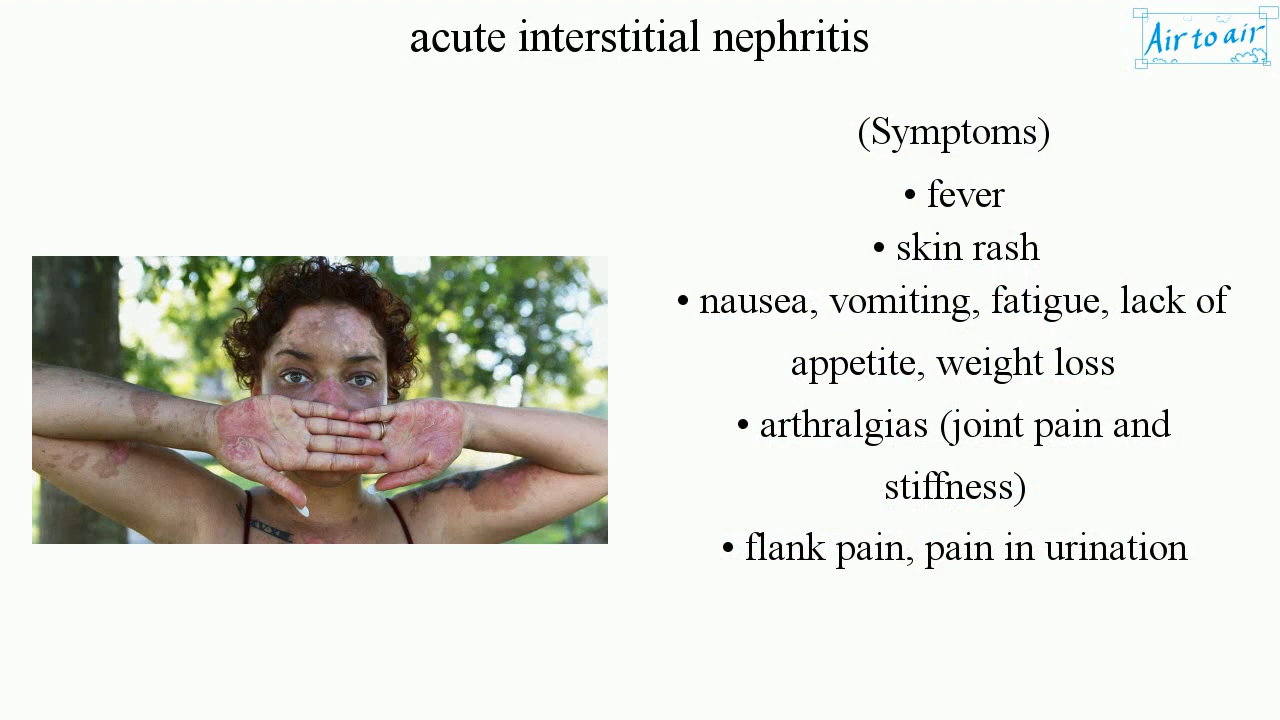 acute interstitial nephritis
Air to air
(Symptoms)
• fever
• skin rash
• nausea, vomiting, fatigue, lack of
appetite, weight loss
• arthralgias (joint pain and
stiffness)
• flank pain, pain in urination